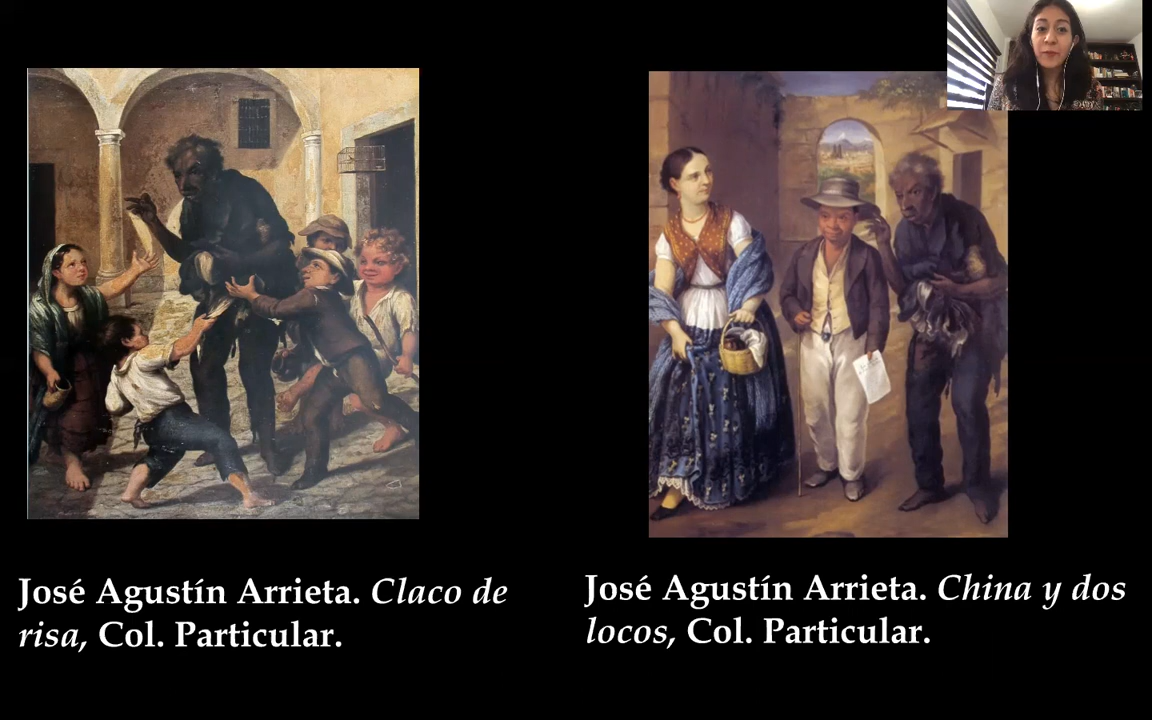 José Agustín Arrieta. Claco de
risa, Col. Particular.
José Agustín Arrieta. China y dos
locos, Col. Particular.